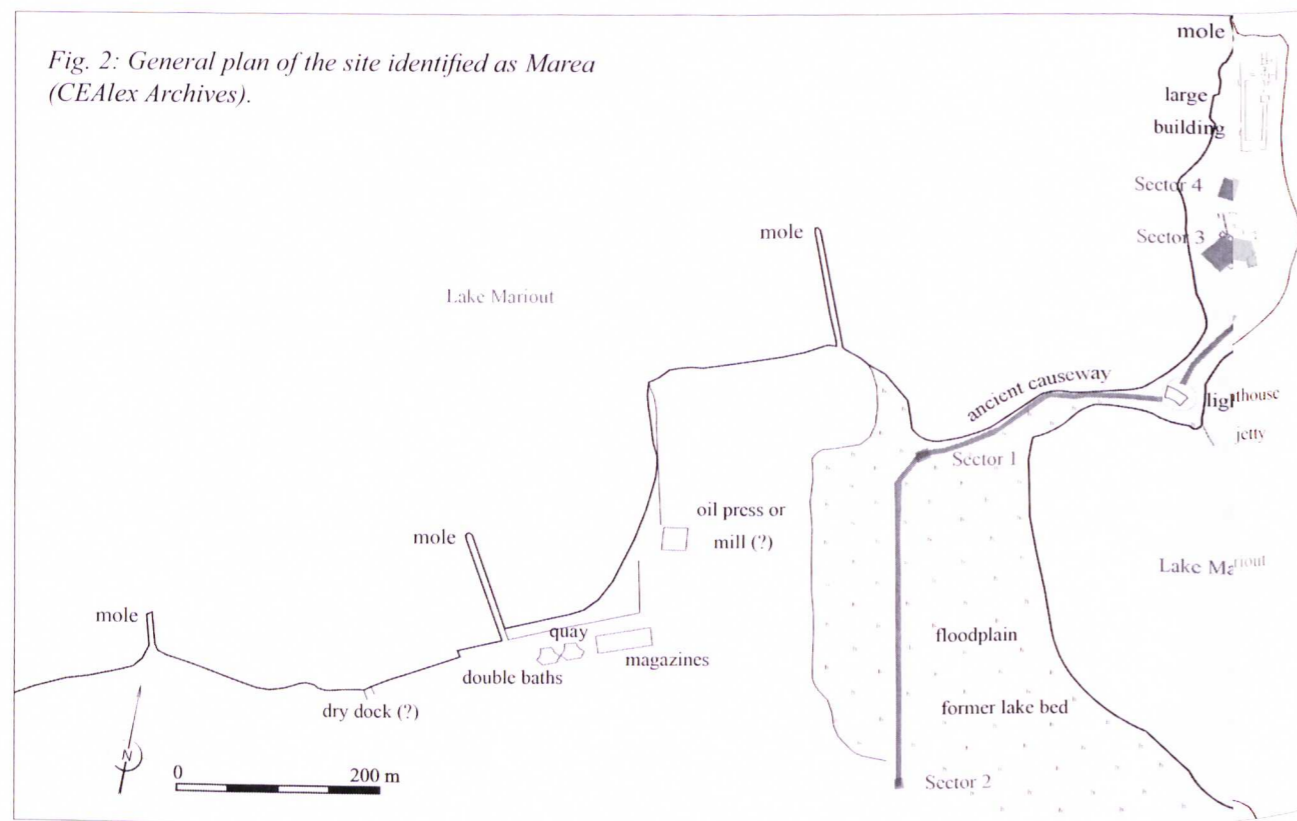 Fig. 2: General plan of the site identified as Marea
(CEAlex Archives).
mole
large
building
Sector 4
Sector 3
mole
Lake Mariout
ancient causeway
lighthouse
jetty
Sector 1
oil press or
mill (?)
mole
Lake Mariout
mole
quay
floodplain
magazines
double baths
dry dock (?)
former lake bed
N
0 200 m
Sector 2